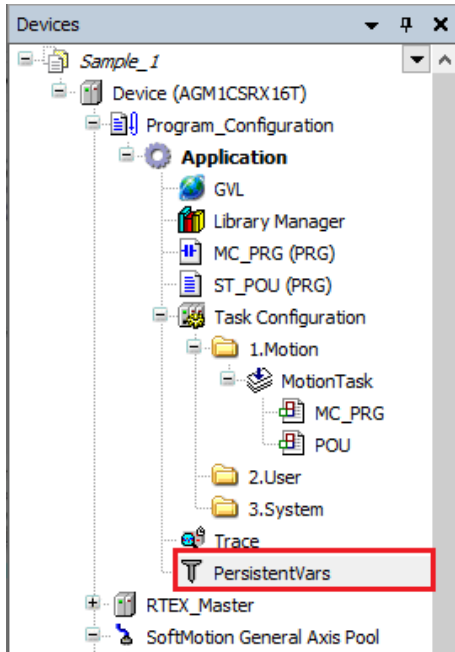 Devices
Sample_1
Device (AGM1CSRX16T)
Program_Configuration
Application
GVL
Library Manager
MC_PRG (PRG)
ST_POU (PRG)
Task Configuration
1.Motion
MotionTask
MC_PRG
POU
2.User
3.System
Trace
PersistentVars
RTEX_Master
SoftMotion General Axis Pool